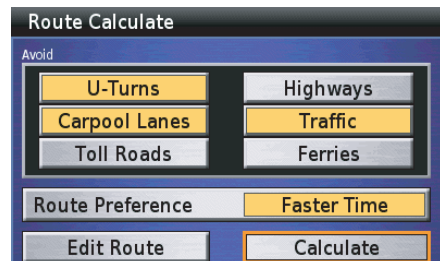 Route Calculate
Avoid
U-Turns Highways
Carpool Lanes Traffic
Toll Roads Ferries
Route Preference Faster Time
Edit Route Calculate